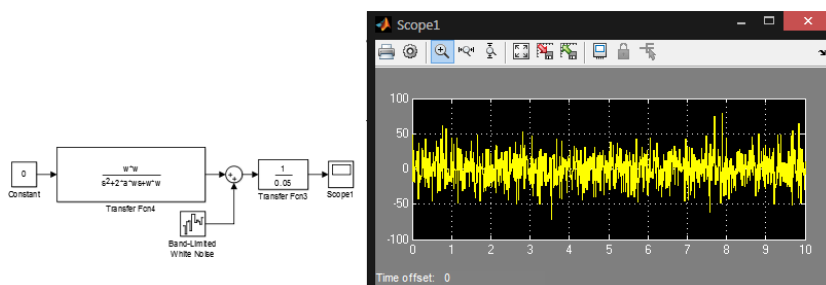 Scope1
100
50
0
-50
-100
0 1 2 3 4 5 6 7 8 9 10
Time offset: 0
0
Constant
w*w
s²+2*a*ws+w*w
Transfer Fcn4
+
+
1
0.05
Transfer Fcn3
Scope1
Band-Limited
White Noise